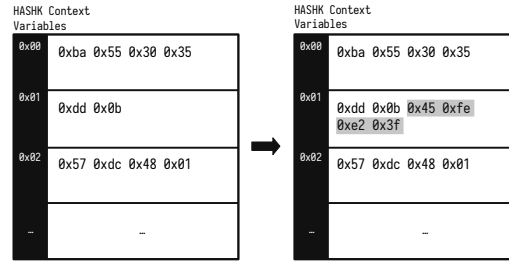 HASHK Context
Variables
0x00
0xba 0x55 0x30 0x35
0x01
0xdd 0x0b
0x02
0x57 0xdc 0x48 0x01
…
…
HASHK Context
Variables
0x00
0xba 0x55 0x30 0x35
0x01
0xdd 0x0b 0x45 0xfe
0xe2 0x3f
0x02
0x57 0xdc 0x48 0x01
…
…